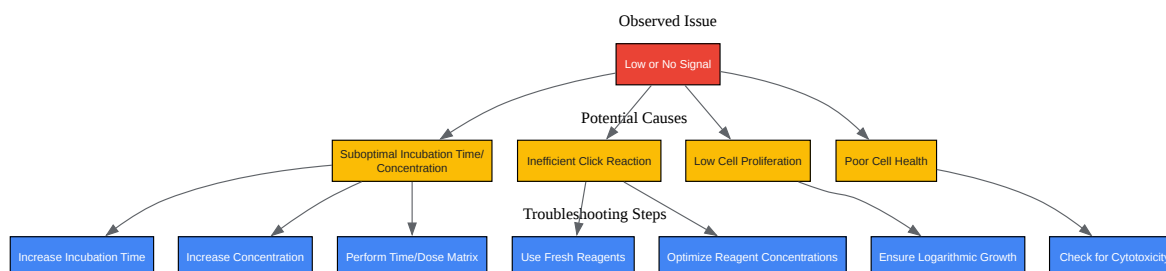 Observed Issue
Low or No Signal
Potential Causes
Suboptimal Incubation Time/
Concentration
Inefficient Click Reaction
Low Cell Proliferation
Poor Cell Health
Troubleshooting Steps
Increase Incubation Time
Increase Concentration
Perform Time/Dose Matrix
Use Fresh Reagents
Optimize Reagent Concentrations
Ensure Logarithmic Growth
Check for Cytotoxicity